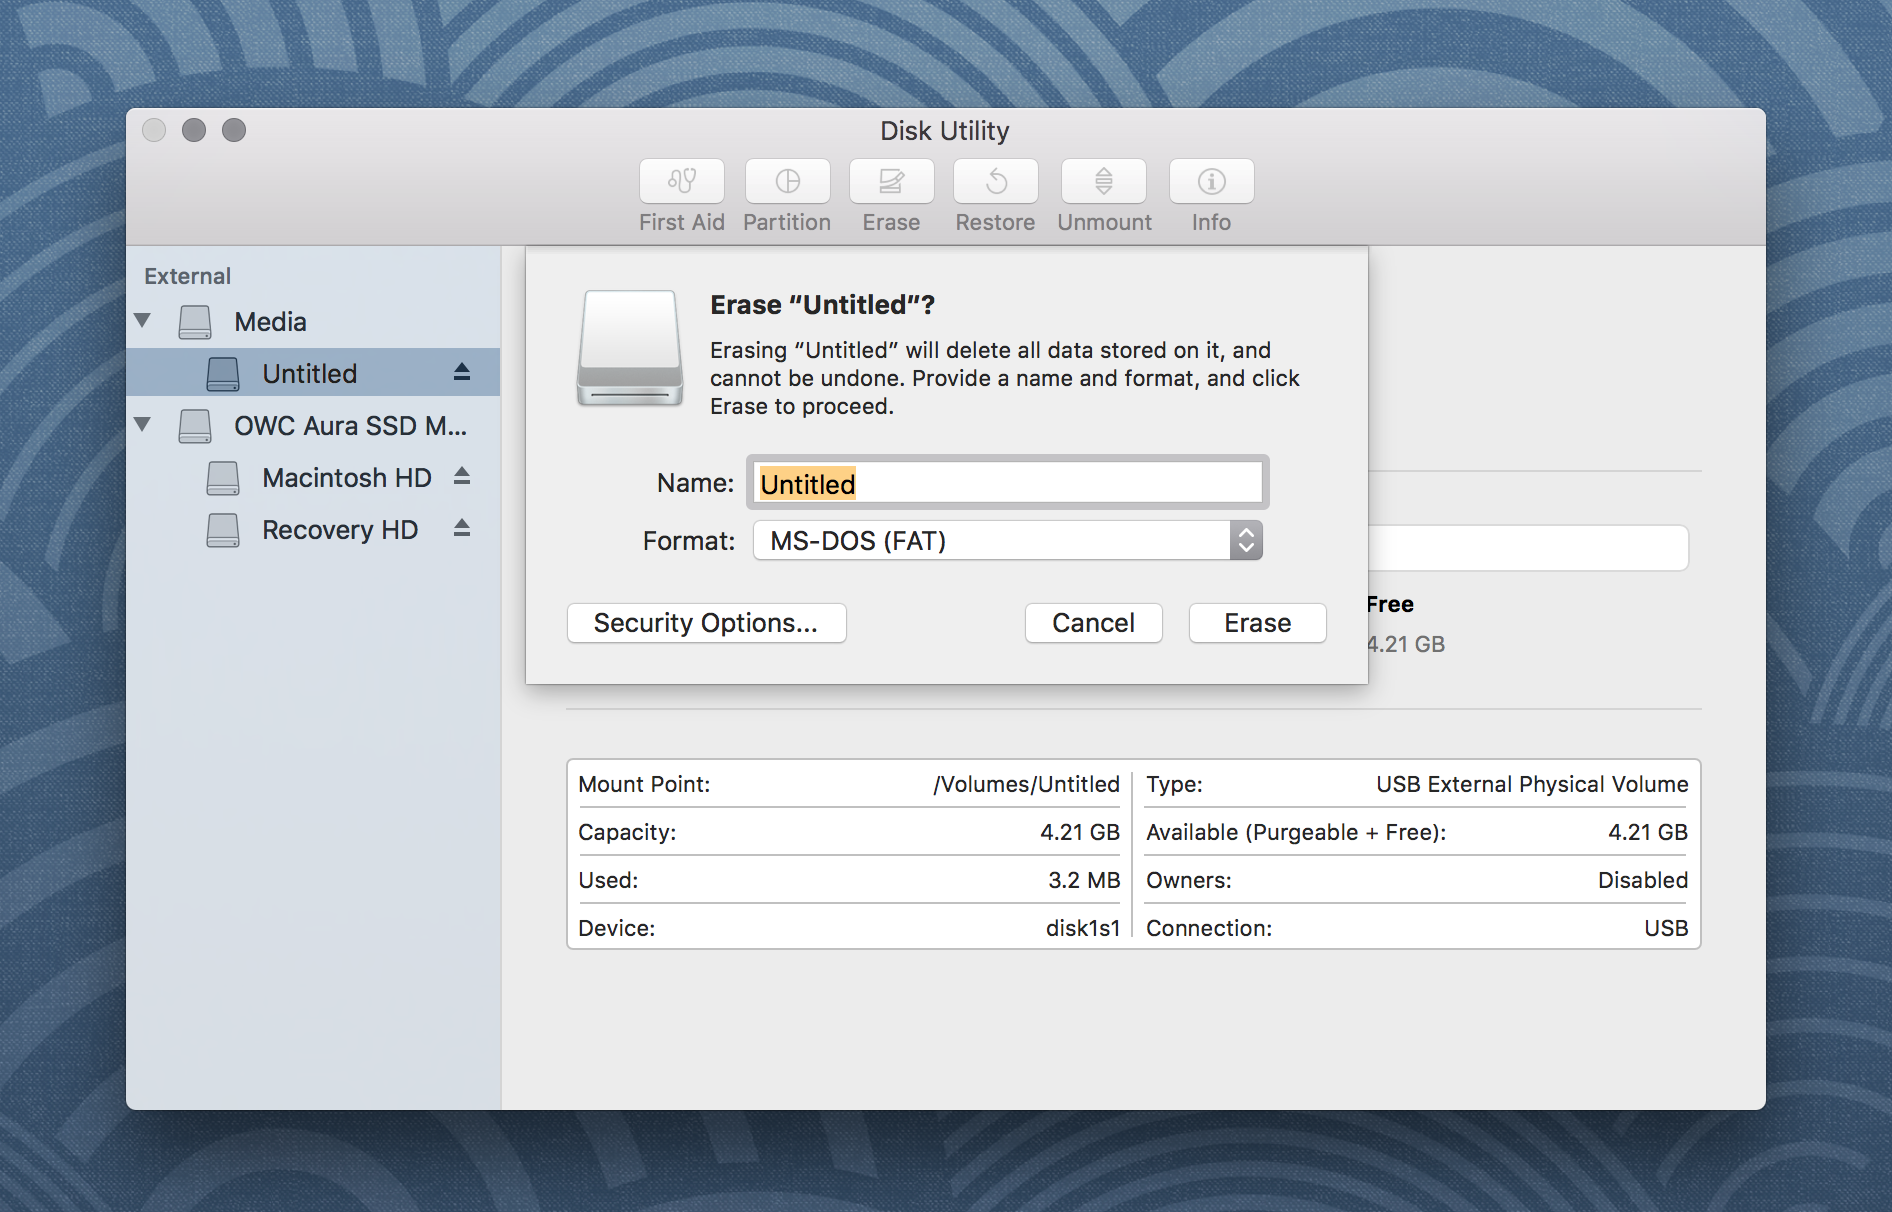 Disk Utility
First Aid
Partition
Erase
Restore
Unmount
Info
External
Media
Untitled
OWC Aura SSD M...
Macintosh HD
Recovery HD
Erase “Untitled”?
Erasing “Untitled” will delete all data stored on it, and
cannot be undone. Provide a name and format, and click
Erase to proceed.
Name: Untitled
Format: MS-DOS (FAT)
Security Options...
Cancel
Erase
Free
4.21 GB
Mount Point: /Volumes/Untitled
Type: USB External Physical Volume
Capacity: 4.21 GB
Available (Purgeable + Free): 4.21 GB
Used: 3.2 MB
Owners: Disabled
Device: disk1s1
Connection: USB